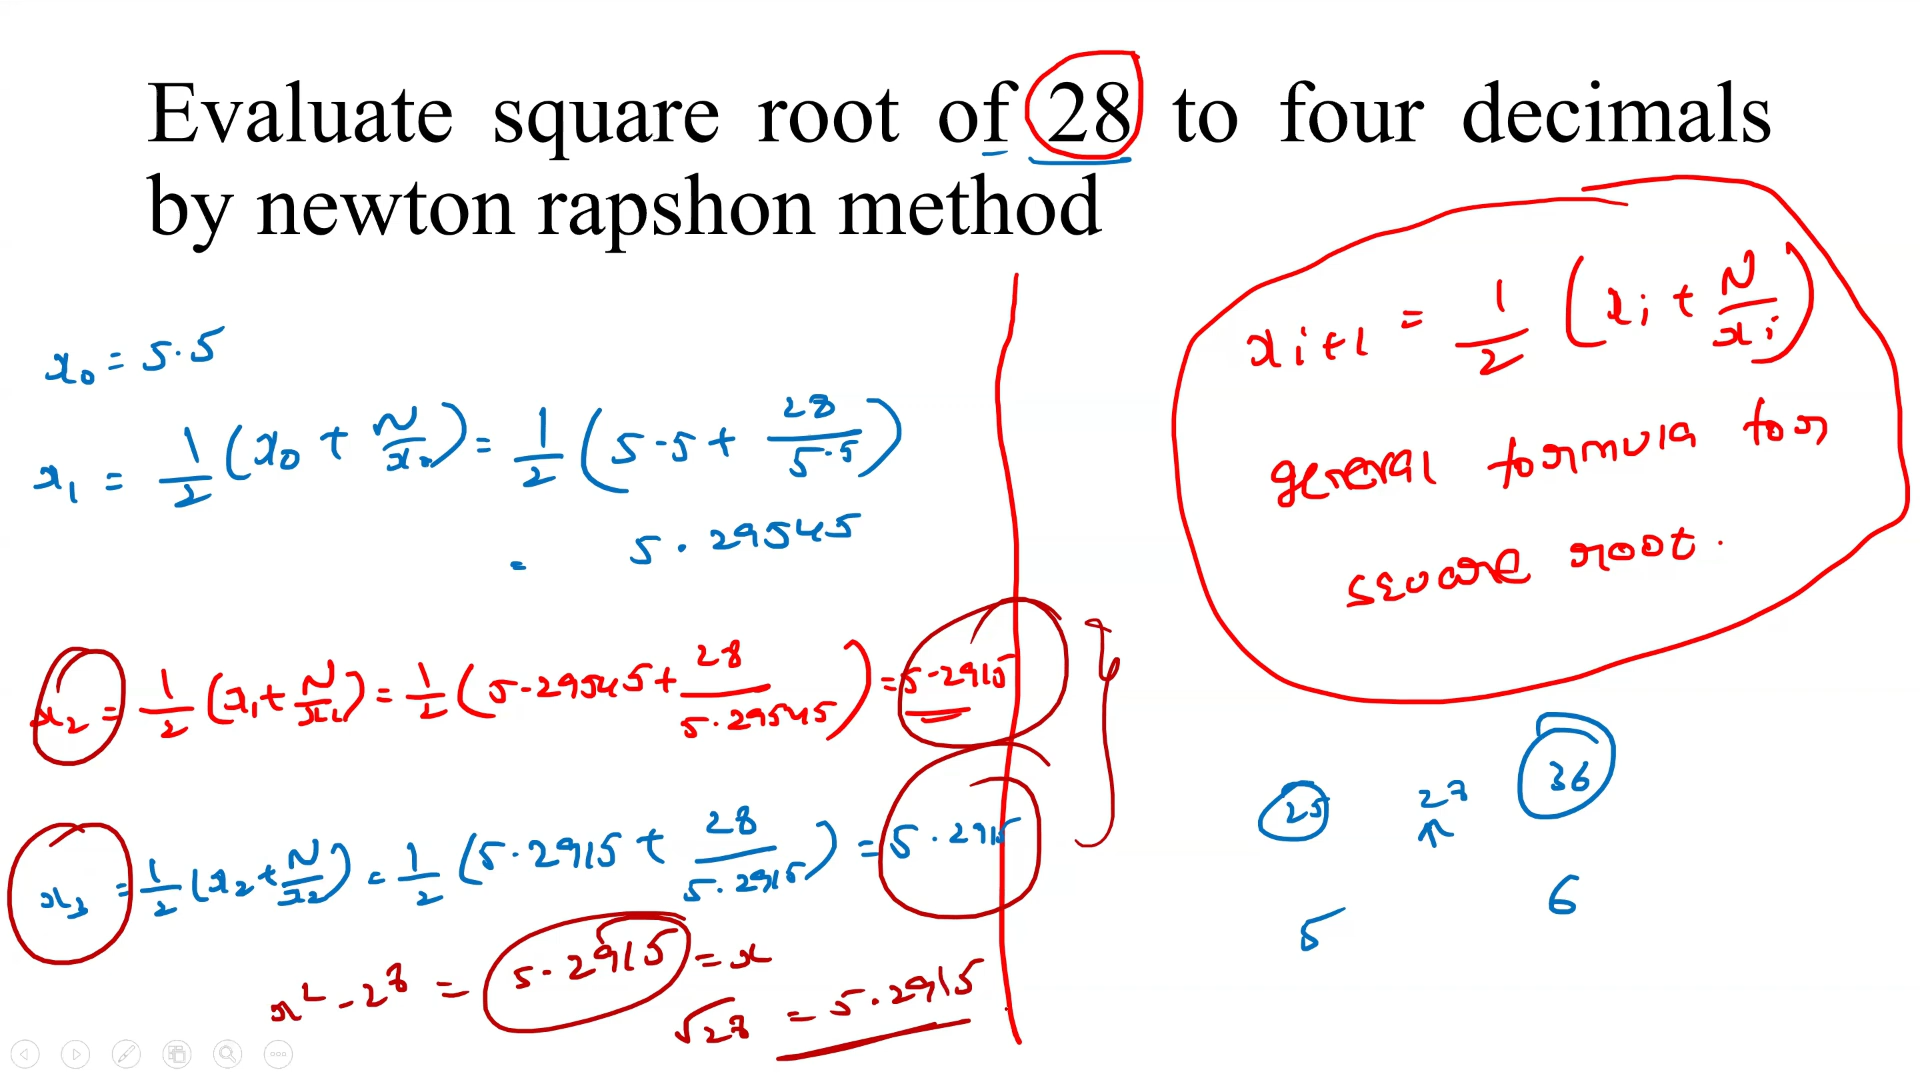 Evaluate square root of 28 to four decimals
by newton rapshon method
x₀ = 5.5
x₁ = 1/2 (x₀ + N/x₀) = 1/2 (5.5 + 28/5.5)
= 5.29545
x₂ = 1/2 (x₁ + N/x₁) = 1/2 (5.29545 + 28/5.29545) = 5.2915
x₃ = 1/2 (x₂ + N/x₂) = 1/2 (5.2915 + 28/5.2915) = 5.2915
x² - 28 = 5.2915 = x
√28 = 5.2915
xᵢ₊₁ = 1/2 (xᵢ + N/xᵢ)
general formula for
square root.
25 28 36
5 6